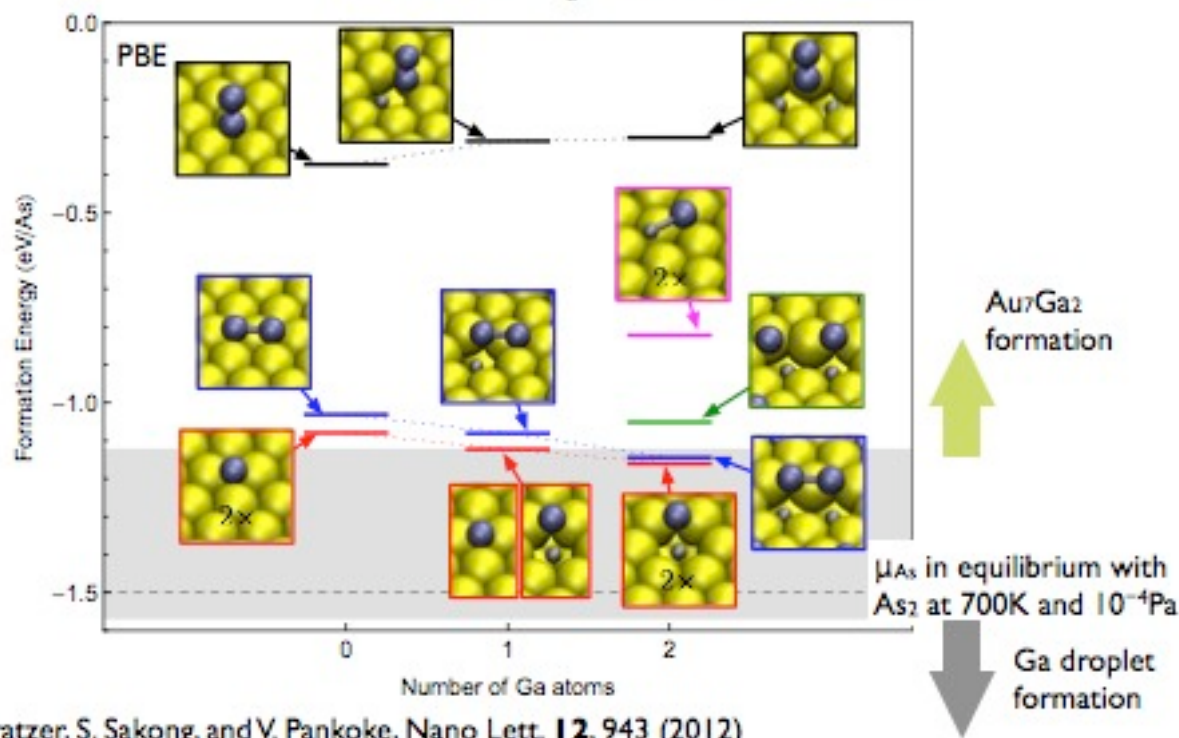 0.0
PBE
−0.5
2×
Formation Energy (eV/As)
Au7Ga2
formation
−1.0
2×
2×
μAs in equilibrium with
As2 at 700K and 10⁻⁴Pa
−1.5
0
1
2
Ga droplet
formation
Number of Ga atoms
ratzer, S. Sakong, and V. Pankoke, Nano Lett. 12, 943 (2012)